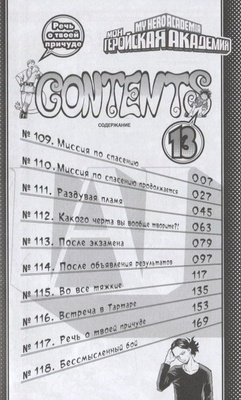 Речь
о твоей
причуде
MY HERO ACADEMIA
МОЯ
ГЕРОЙСКАЯ АКАДЕМИЯ
CONTENTS
СОДЕРЖАНИЕ
13
№ 109. Миссия по спасению 007
№ 110. Миссия по спасению продолжается 027
№ 111. Раздувая пламя 045
№ 112. Какого черта вы вообще творите?! 063
№ 113. После экзамена 079
№ 114. После объявления результатов 097
№ 115. Во все тяжкие 117
№ 116. Встреча в Тартаре 135
№ 117. Речь о твоей причуде 153
№ 118. Бессмысленный бой 169